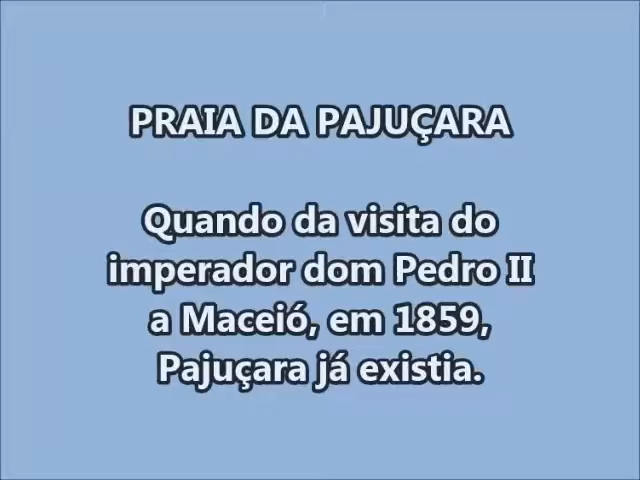 PRAIA DA PAJUÇARA
Quando da visita do
imperador dom Pedro II
a Maceió, em 1859,
Pajuçara já existia.